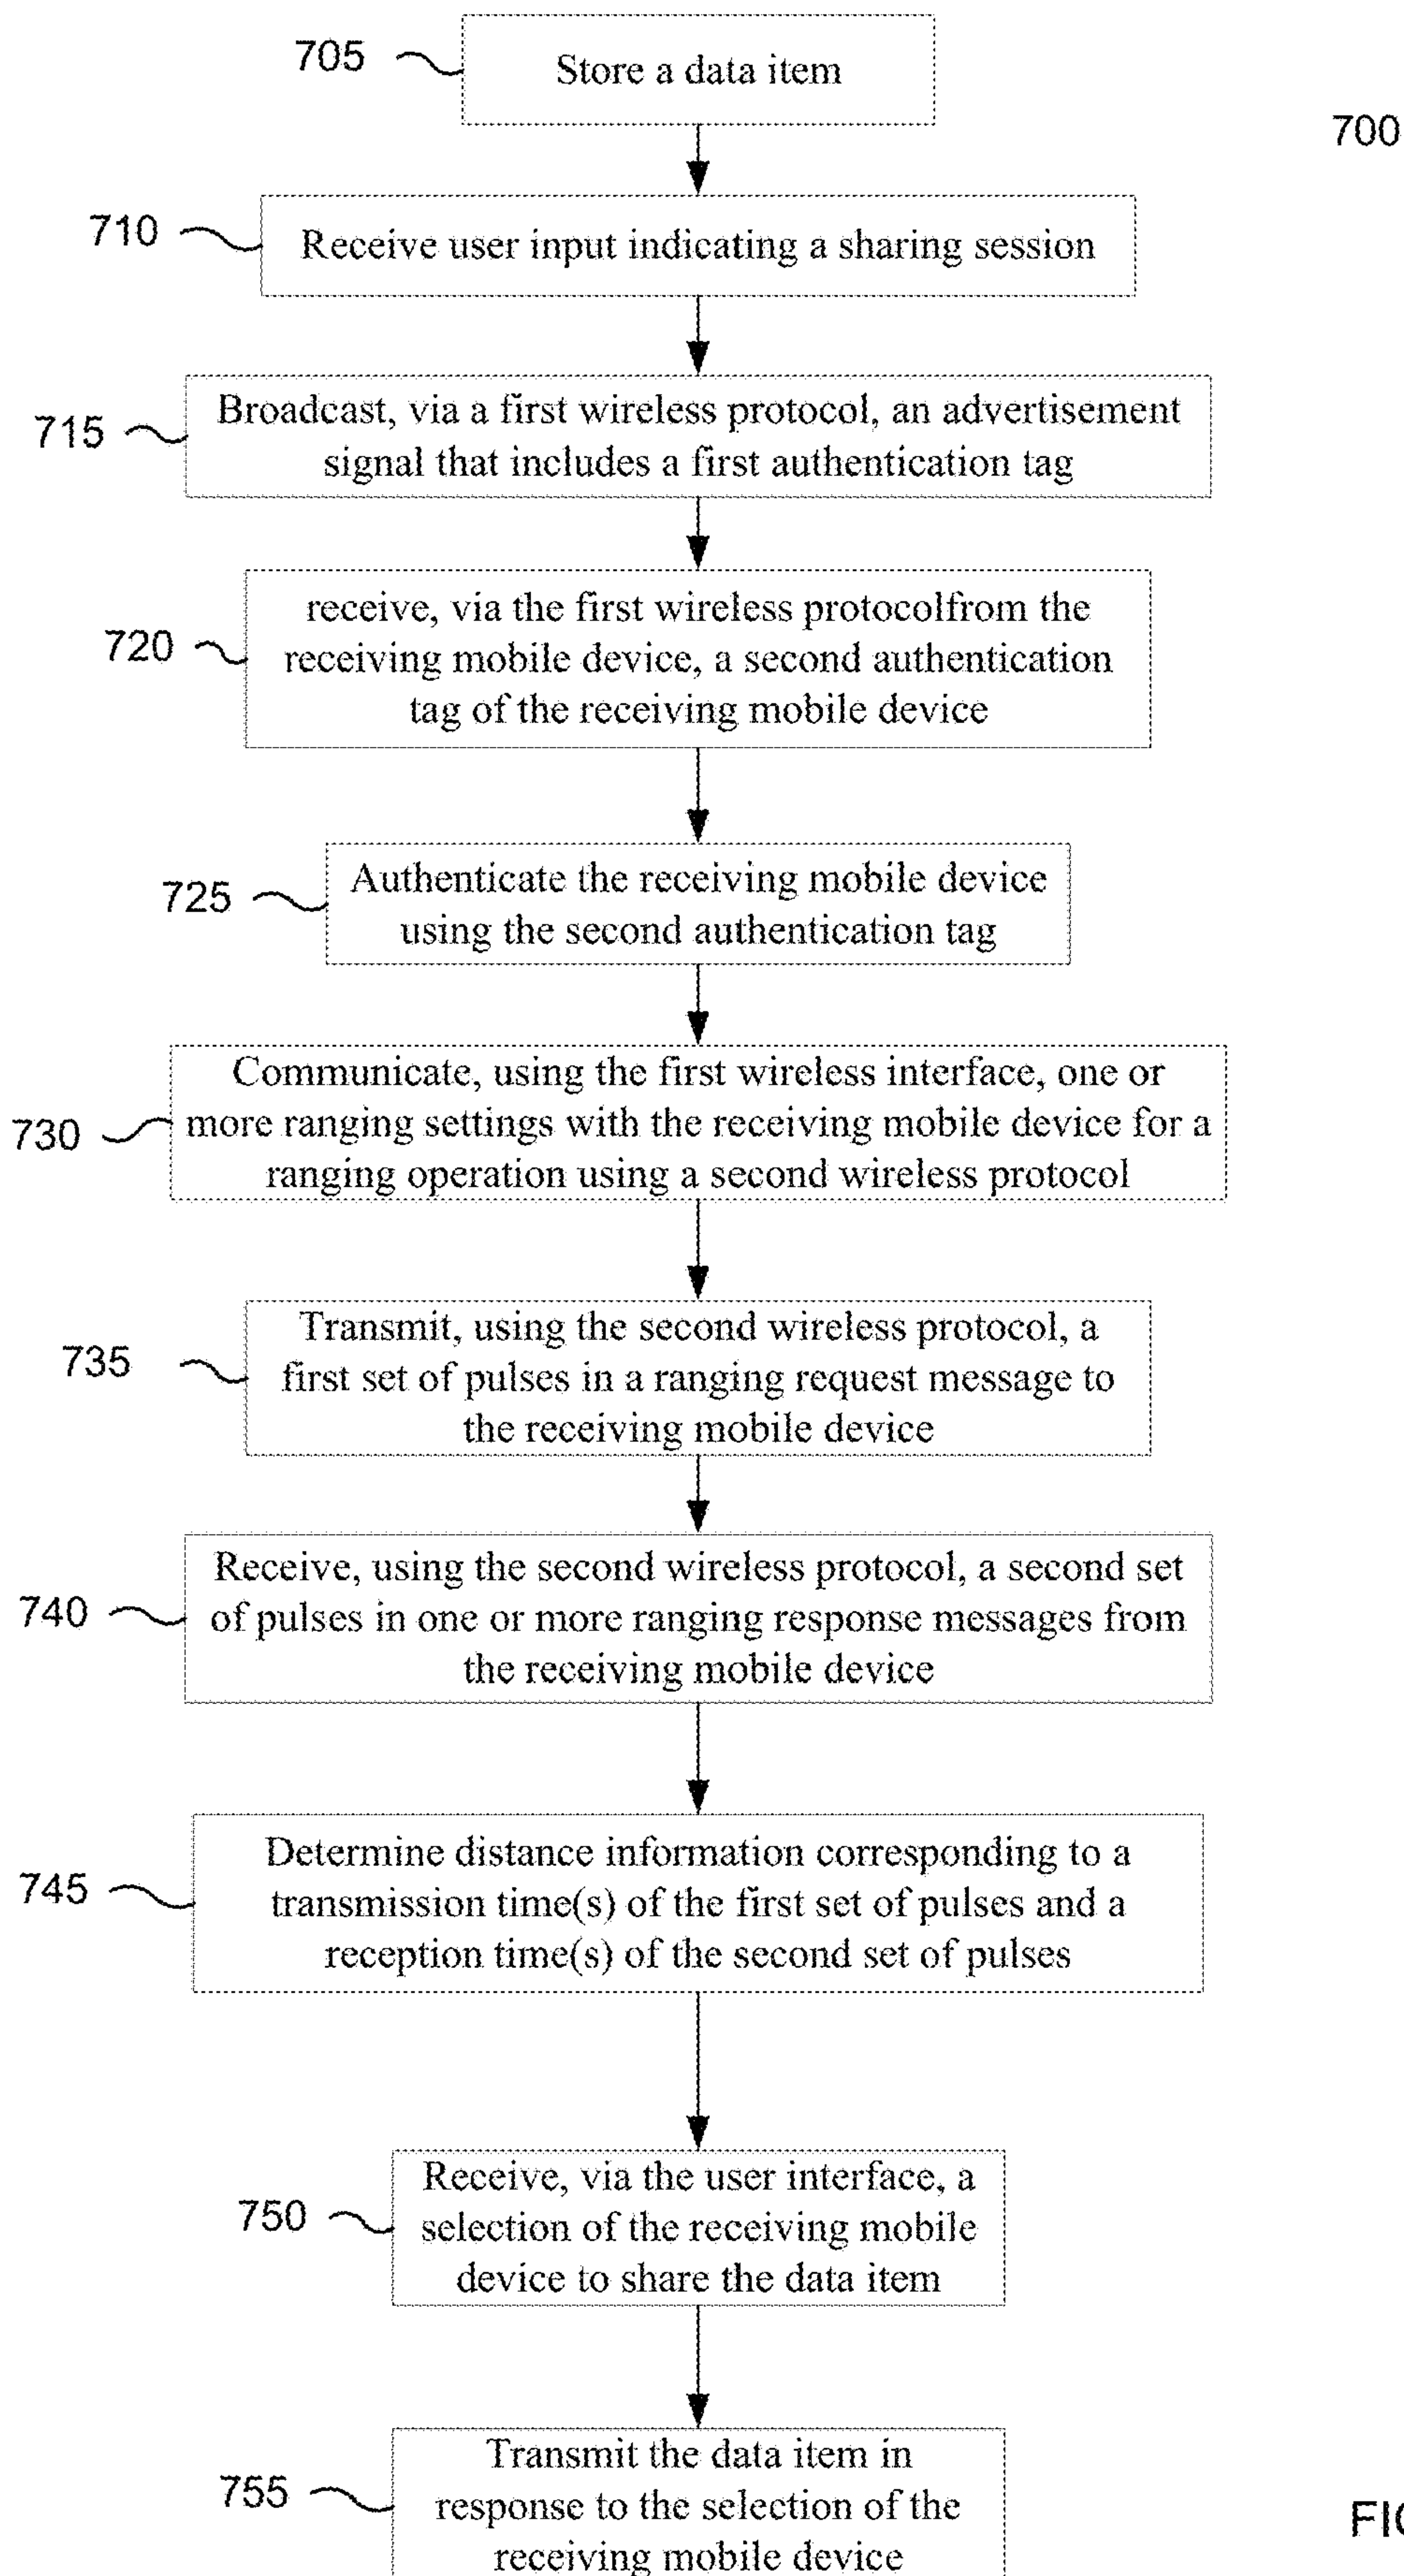 705
Store a data item
700
710
Receive user input indicating a sharing session
715
Broadcast, via a first wireless protocol, an advertisement
signal that includes a first authentication tag
720
receive, via the first wireless protocolfrom the
receiving mobile device, a second authentication
tag of the receiving mobile device
725
Authenticate the receiving mobile device
using the second authentication tag
730
Communicate, using the first wireless interface, one or
more ranging settings with the receiving mobile device for a
ranging operation using a second wireless protocol
735
Transmit, using the second wireless protocol, a
first set of pulses in a ranging request message to
the receiving mobile device
740
Receive, using the second wireless protocol, a second set
of pulses in one or more ranging response messages from
the receiving mobile device
745
Determine distance information corresponding to a
transmission time(s) of the first set of pulses and a
reception time(s) of the second set of pulses
750
Receive, via the user interface, a
selection of the receiving mobile
device to share the data item
755
Transmit the data item in
response to the selection of the
receiving mobile device